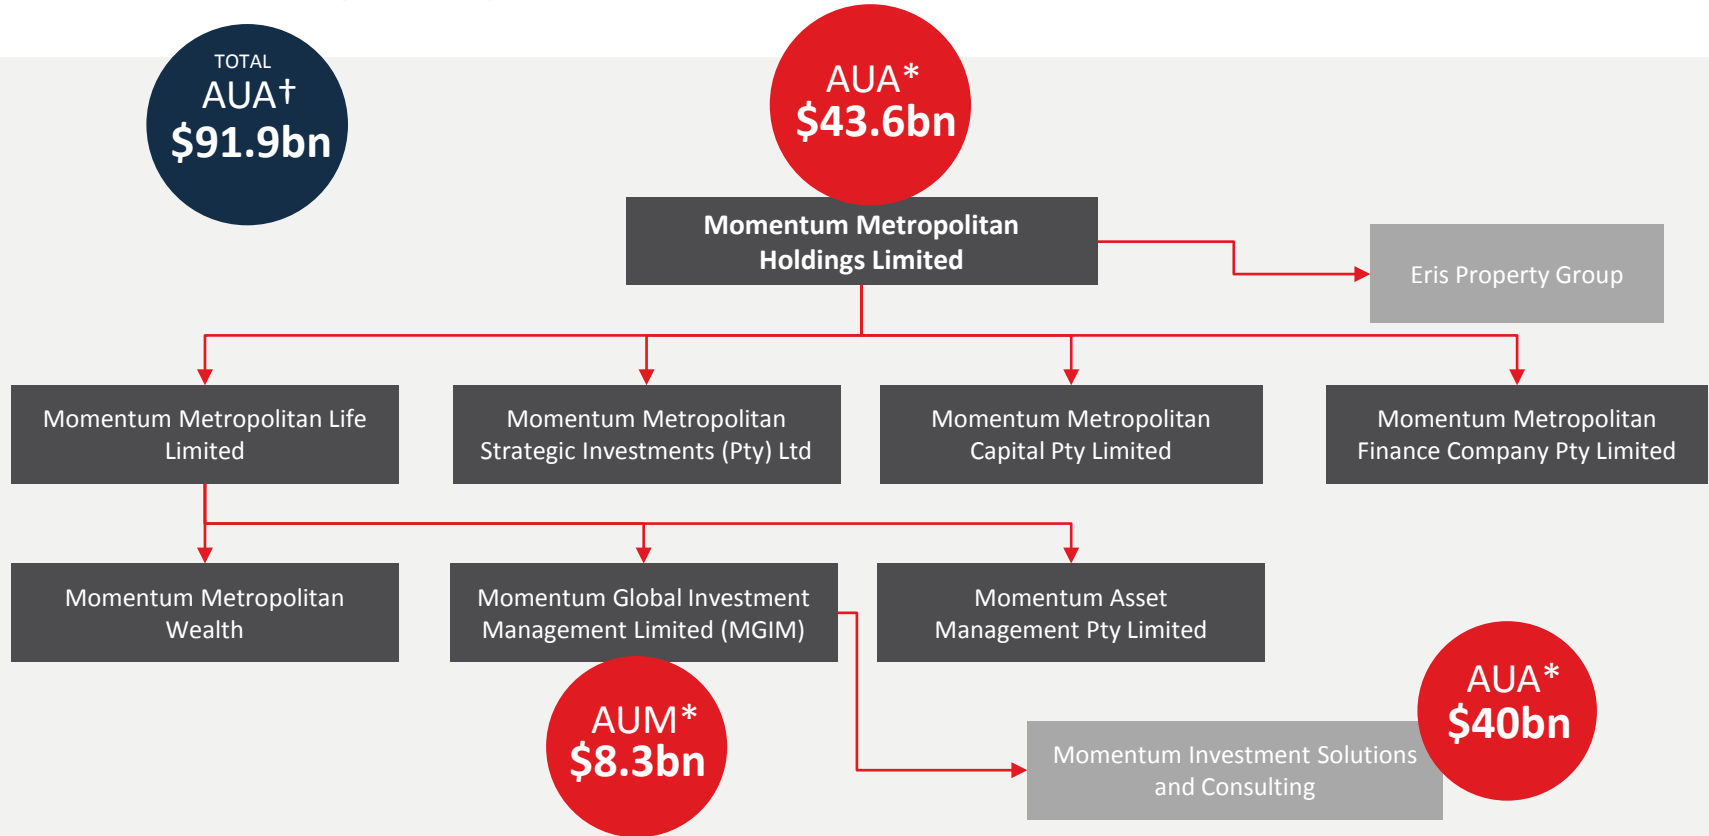 TOTAL
AUA†
$91.9bn
AUA*
$43.6bn
Momentum Metropolitan
Holdings Limited
Eris Property Group
Momentum Metropolitan Life
Limited
Momentum Metropolitan
Strategic Investments (Pty) Ltd
Momentum Metropolitan
Capital Pty Limited
Momentum Metropolitan
Finance Company Pty Limited
Momentum Metropolitan
Wealth
Momentum Global Investment
Management Limited (MGIM)
Momentum Asset
Management Pty Limited
AUM*
$8.3bn
Momentum Investment Solutions
and Consulting
AUA*
$40bn